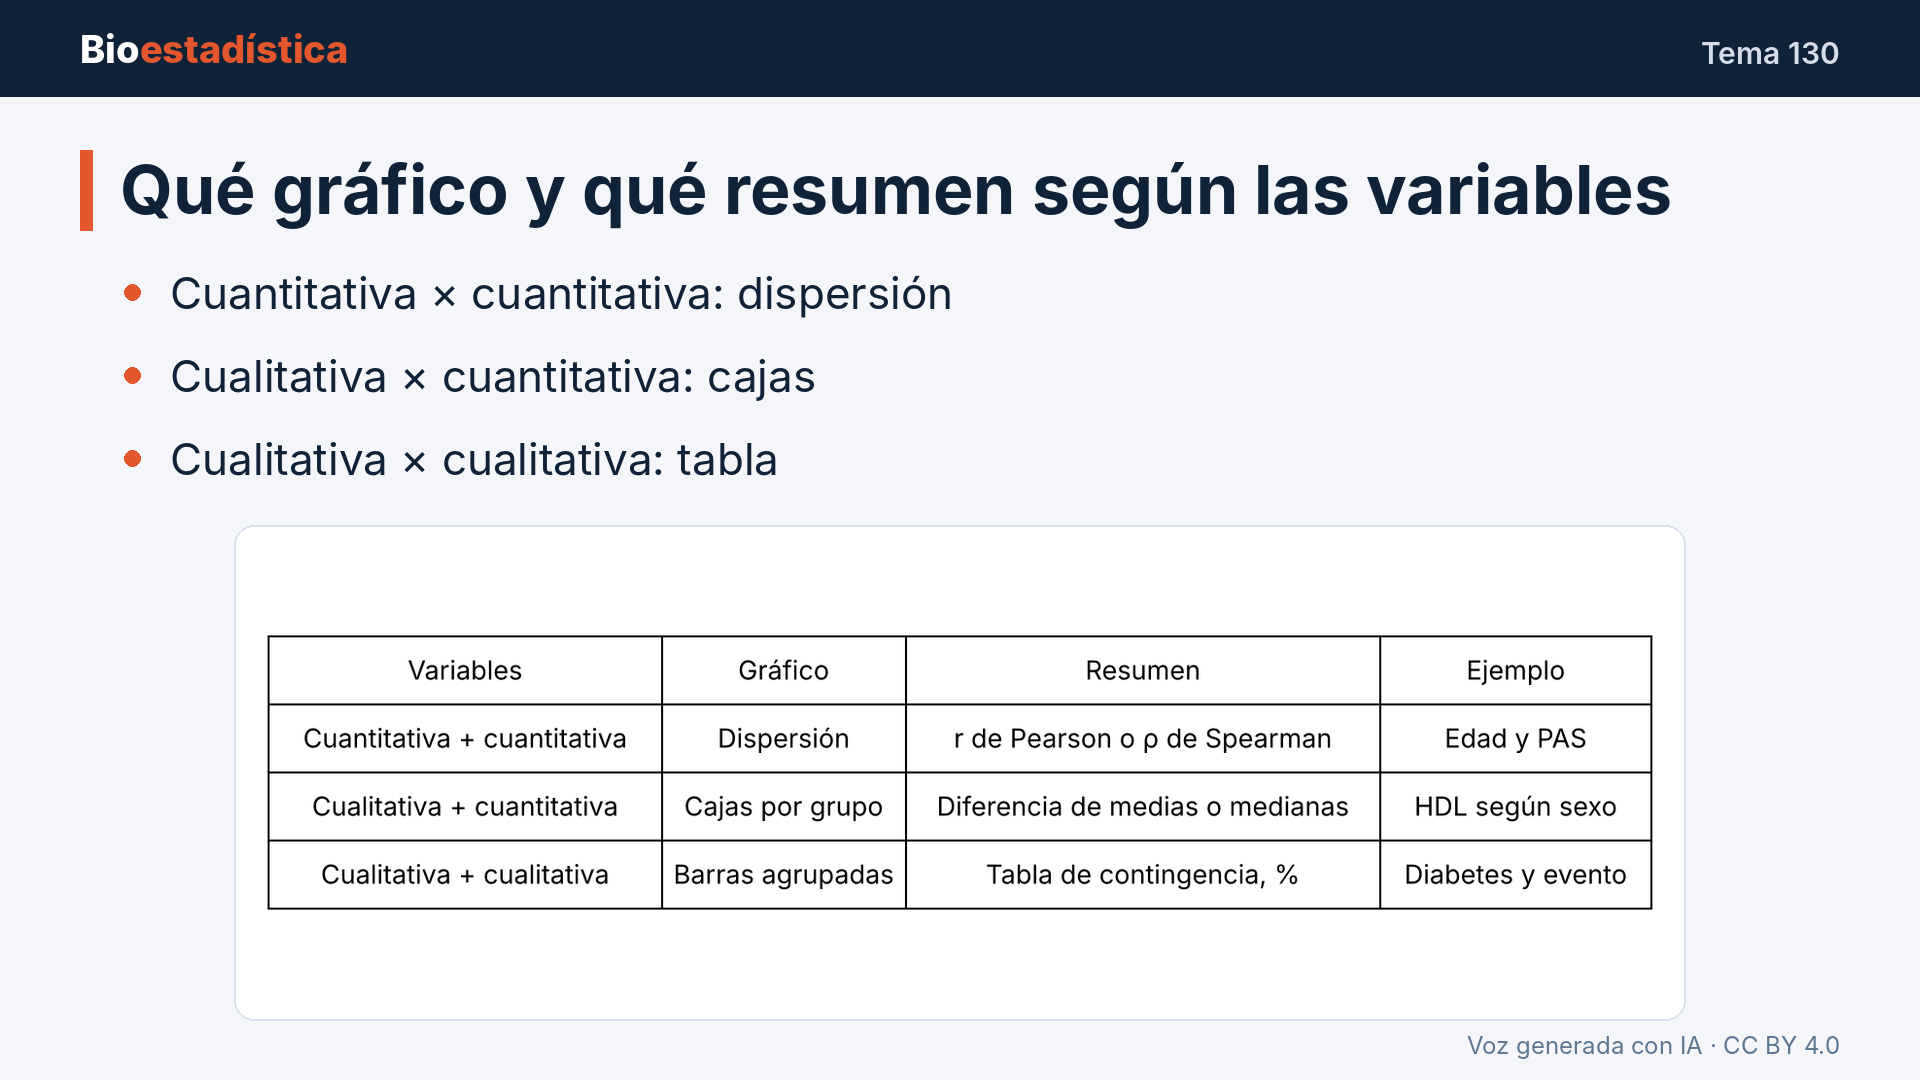 Bioestadística
Tema 130
Qué gráfico y qué resumen según las variables
Cuantitativa × cuantitativa: dispersión
Cualitativa × cuantitativa: cajas
Cualitativa × cualitativa: tabla
Variables Gráfico Resumen Ejemplo
Cuantitativa + cuantitativa Dispersión r de Pearson o ρ de Spearman Edad y PAS
Cualitativa + cuantitativa Cajas por grupo Diferencia de medias o medianas HDL según sexo
Cualitativa + cualitativa Barras agrupadas Tabla de contingencia, % Diabetes y evento
Voz generada con IA · CC BY 4.0